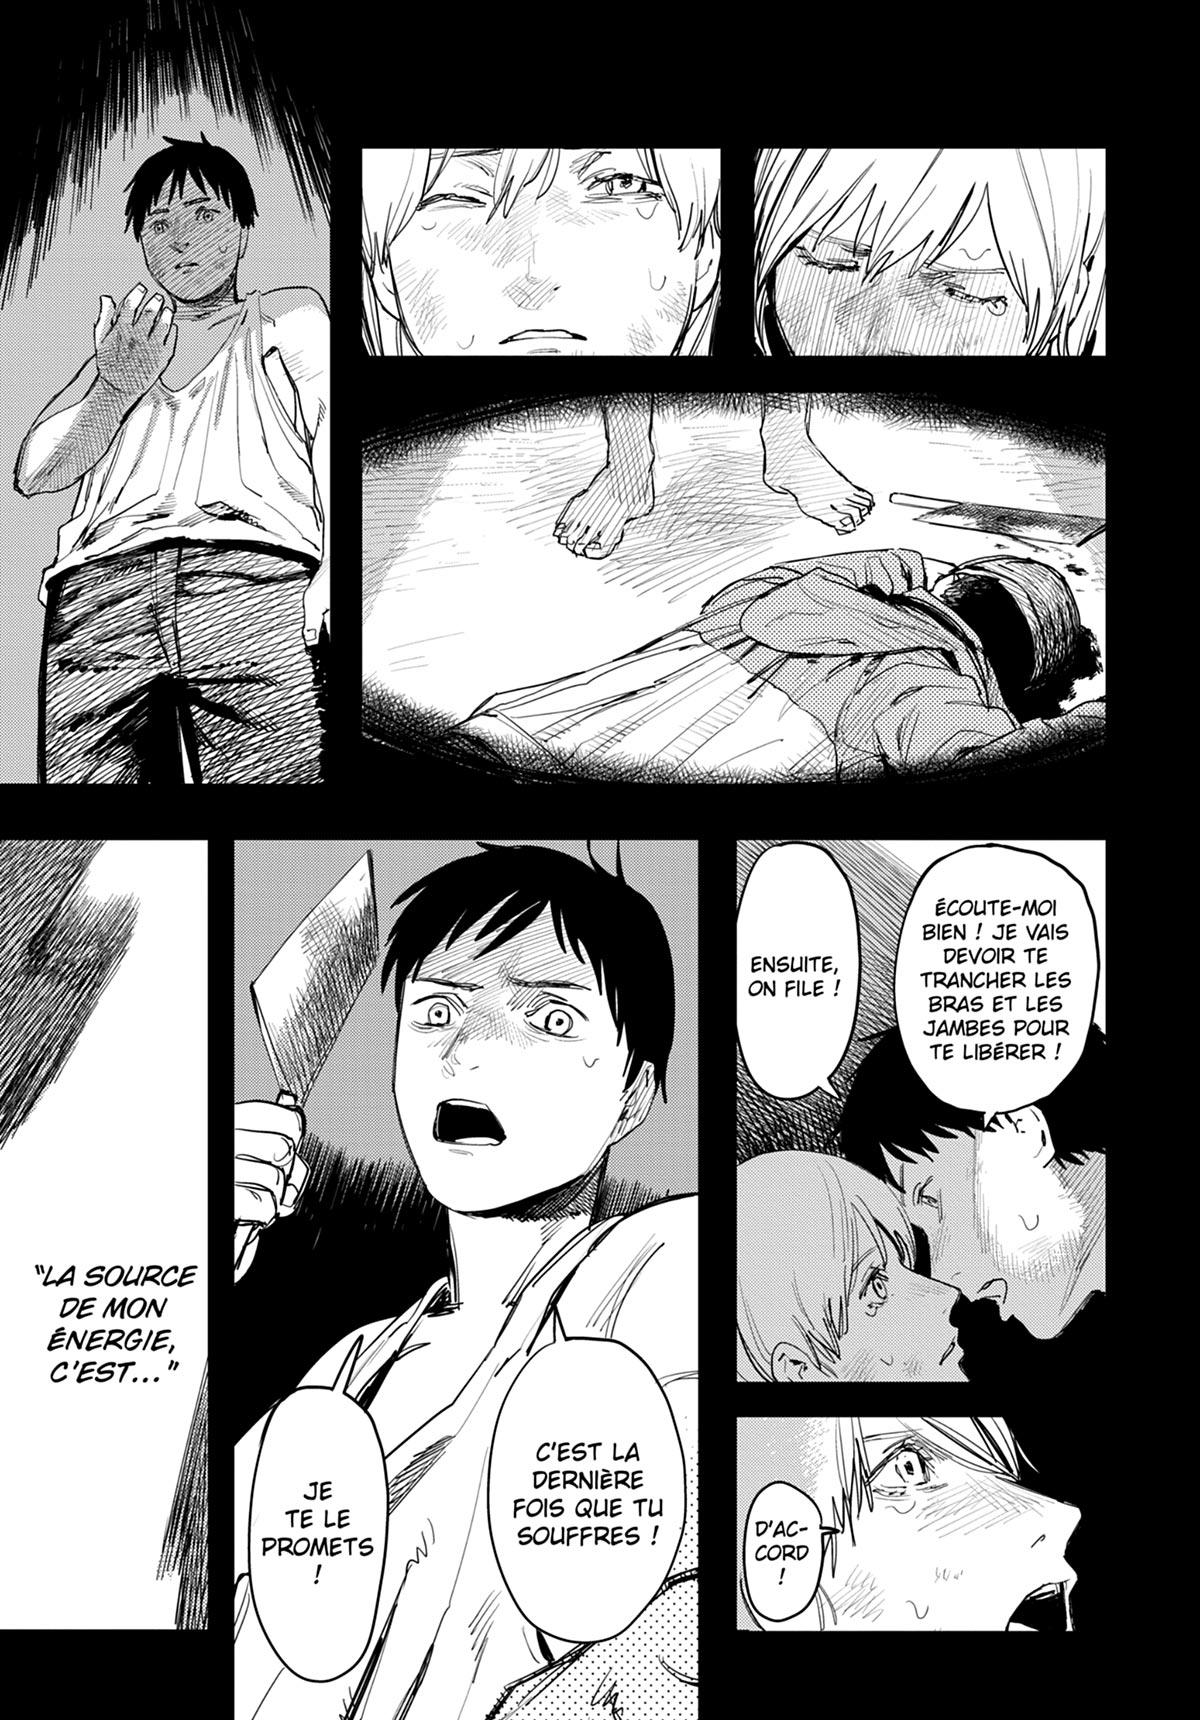 ÉCOUTE-MOI
BIEN ! JE VAIS
DEVOIR TE
TRANCHER LES
BRAS ET LES
JAMBES POUR
TE LIBÉRER !
ENSUITE,
ON FILE !
D'AC-
CORD
!
C'EST LA
DERNIÈRE
FOIS QUE TU
SOUFFRES !
JE
TE LE
PROMETS
!
"LA SOURCE
DE MON
ÉNERGIE,
C'EST..."